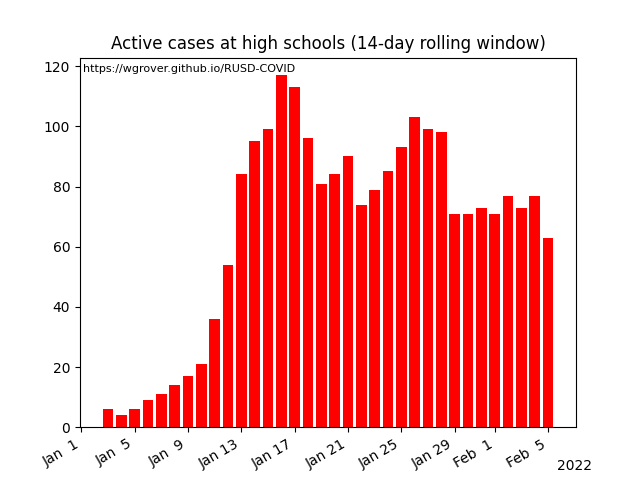 Active cases at high schools (14-day rolling window)
https://wgrover.github.io/RUSD-COVID
120
100
80
60
40
20
0
Jan 1 Jan 5 Jan 9 Jan 13 Jan 17 Jan 21 Jan 25 Jan 29 Feb 1 Feb 5
2022